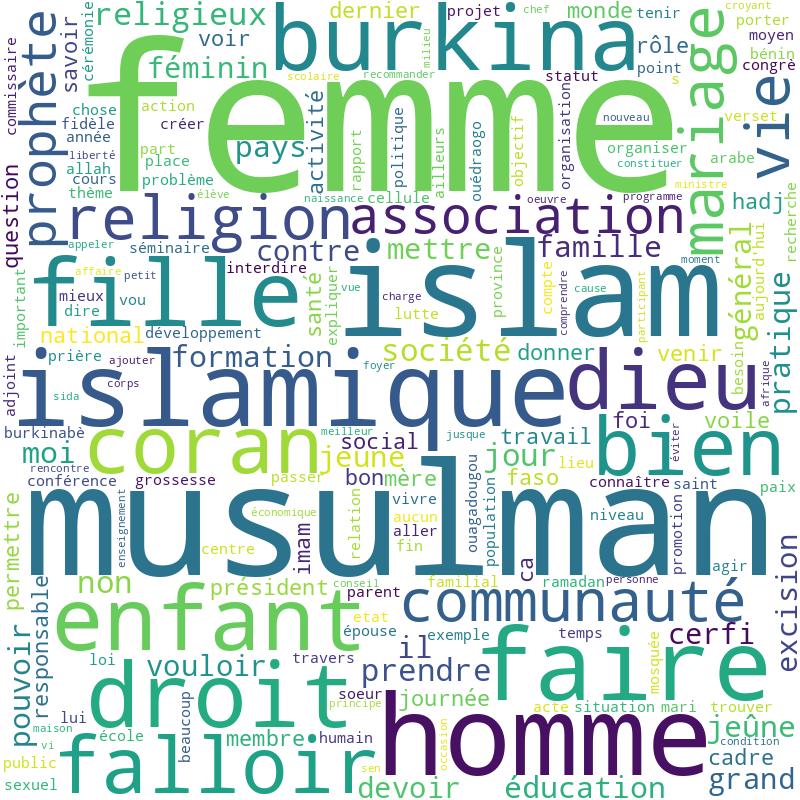 religieux
dernier
projet
monde
tenir
chef
croyant
commissaire
prophète
savoir
cérémonie
voir
féminin
burkina
rôle
porter
moyen
bénin
congrè
milieu
scolaire
recommander
statut
point
s
mariage
vie
verset
chose
action
fidèle
créer
année
femme
activité
politique
ailleurs
objectif
organisation
nouveau
organiser
constituer
arabe
liberté
part
place
pays
allah
cours
problème
thème
élève
rapport
ouédraogo
naissance
cellule
oeuvre
programme
ministre
hadj
recherche
question
religion
association
appeler
séminaire
contre
mettre
famille
moment
général
aujourd'hui
affaire
petit
interdire
important
fille
islam
mieux
vou
dire
santé
expliquer
vue
charge
lutte
province
compte
comprendre
cause
participant
besoin
pratique
national
développement
prière
formation
société
donner
venir
afrique
adjoint
ajouter
sida
corps
foyer
islamique
dieu
burkinabè
coran
meilleur
jusque
travail
foi
voile
bien
éviter
moi
social
jeune
jour
lieu
rencontre
conférence
grossesse
passer
bon
mère
faso
connaître
saint
paix
musulman
enseignement
économique
relation
vivre
aucun
aller
fin
ouagadougou
population
niveau
promotion
centre
imam
ca
agir
permettre
responsable
non
président
conseil
parent
familial
ramadan
personne
excision
enfant
etat
communauté
épouse
exemple
temps
cerfi
mosquée
loi
travers
il
pouvoir
vouloir
prendre
faire
lui
beaucoup
droit
soeur
principe
journée
acte
situation
mari
trouver
jeûne
condition
maison
vi
école
membre
humain
homme
occasion
sen
cadre
public
sexuel
falloir
devoir
éducation
grand